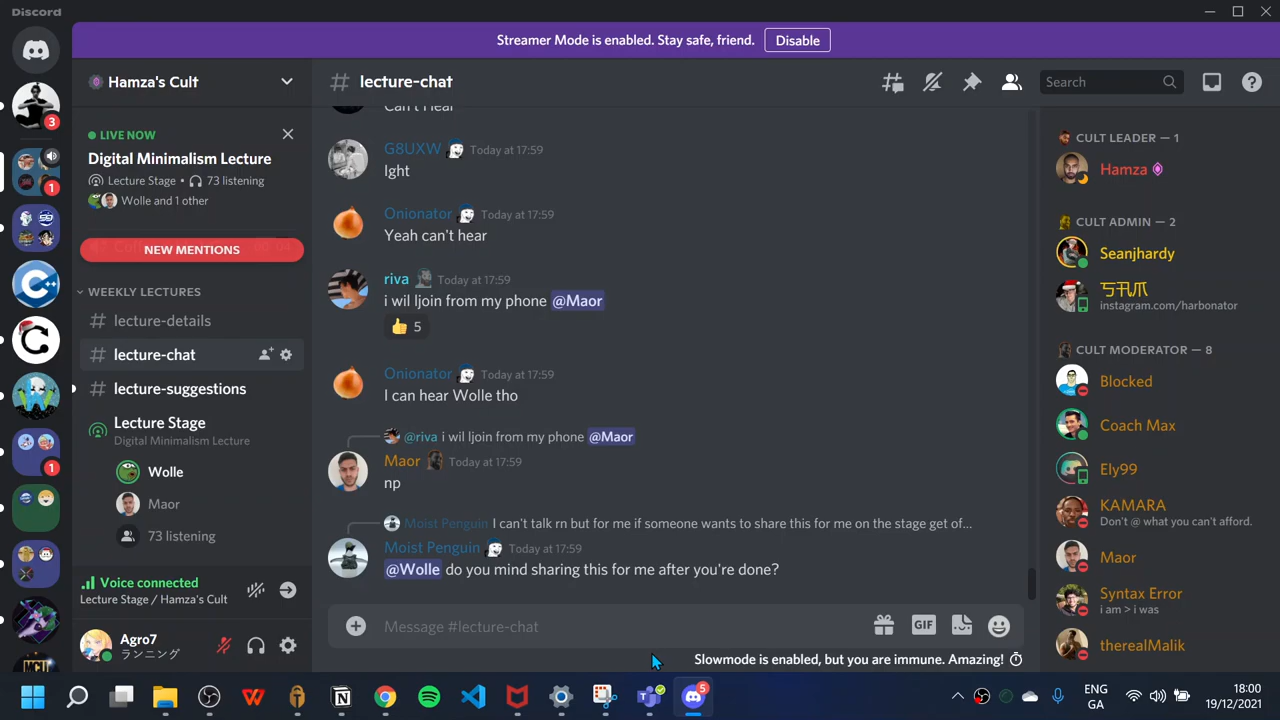 Discord
Streamer Mode is enabled. Stay safe, friend. Disable
3
1
1
Hamza's Cult
LIVE NOW
Digital Minimalism Lecture
Lecture Stage • 73 listening
Wolle and 1 other
NEW MENTIONS
WEEKLY LECTURES
# lecture-details
# lecture-chat
# lecture-suggestions
Lecture Stage
Digital Minimalism Lecture
Wolle
Maor
73 listening
Voice connected
Lecture Stage / Hamza's Cult
Agro7
ランニング
# lecture-chat
Search
Can't Hear
G8UXW Today at 17:59
lght
Onionator Today at 17:59
Yeah can't hear
riva Today at 17:59
i wil ljoin from my phone @Maor
👍 5
Onionator Today at 17:59
I can hear Wolle tho
@riva i wil ljoin from my phone @Maor
Maor Today at 17:59
np
Moist Penguin I can't talk rn but for me if someone wants to share this for me on the stage get of...
Moist Penguin Today at 17:59
@Wolle do you mind sharing this for me after you're done?
Message #lecture-chat
GIF
Slowmode is enabled, but you are immune. Amazing!
CULT LEADER — 1
Hamza
CULT ADMIN — 2
Seanjhardy
instagram.com/harbonator
CULT MODERATOR — 8
Blocked
Coach Max
Ely99
KAMARA
Don't @ what you can't afford.
Maor
Syntax Error
i am > i was
therealMalik
MCU
5
ENG
GA
18:00
19/12/2021